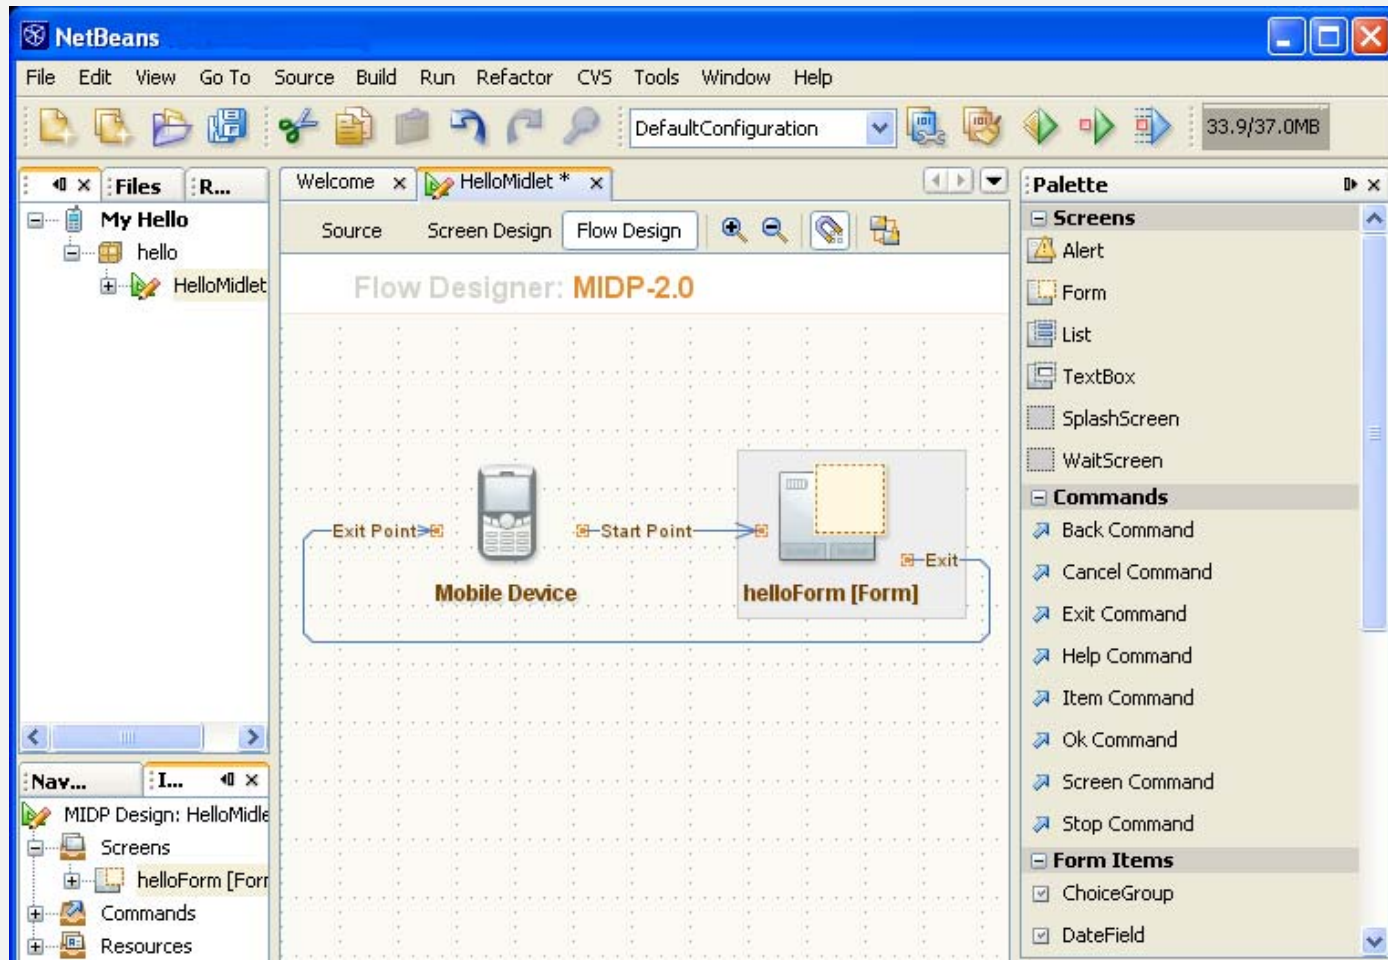 NetBeans
File Edit View Go To Source Build Run Refactor CVS Tools Window Help
DefaultConfiguration
33.9/37.0MB
Files R...
Welcome HelloMidlet *
Palette
My Hello
hello
HelloMidlet
Source Screen Design Flow Design
Flow Designer: MIDP-2.0
Exit Point
Start Point
Exit
Mobile Device
helloForm [Form]
Screens
Alert
Form
List
TextBox
SplashScreen
WaitScreen
Commands
Back Command
Cancel Command
Exit Command
Help Command
Item Command
Ok Command
Screen Command
Stop Command
Form Items
ChoiceGroup
DateField
Nav... I...
MIDP Design: HelloMidle
Screens
helloForm [For
Commands
Resources